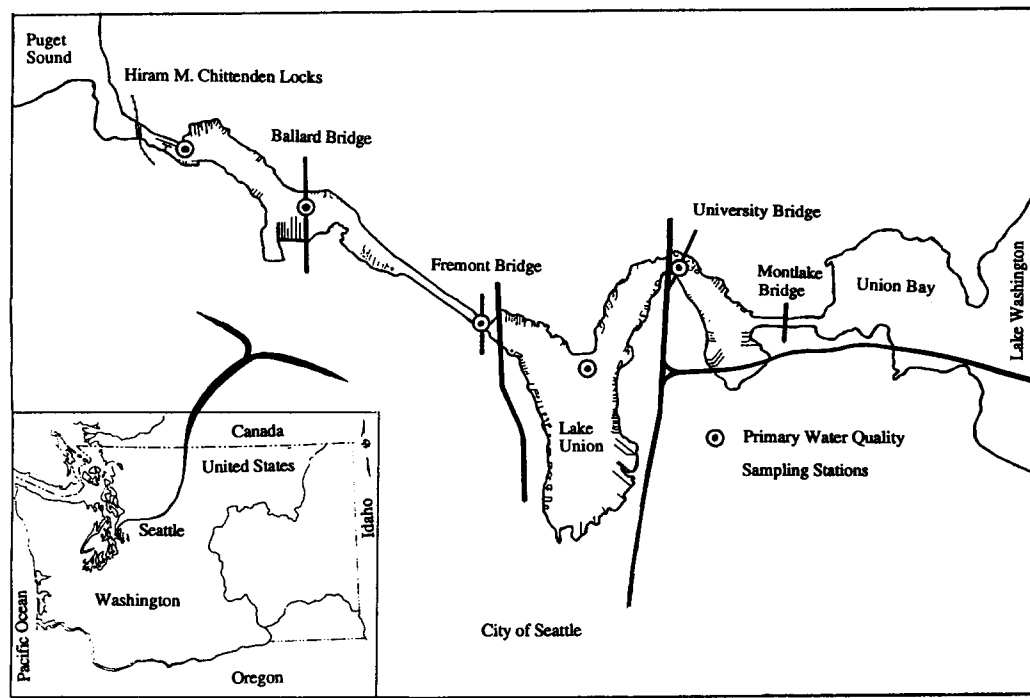 Puget
Sound
Hiram M. Chittenden Locks
Ballard Bridge
University Bridge
Fremont Bridge
Montlake
Bridge
Union Bay
Lake Washington
Lake
Union
Primary Water Quality
Sampling Stations
City of Seattle
Canada
United States
Idaho
Seattle
Washington
Pacific Ocean
Oregon